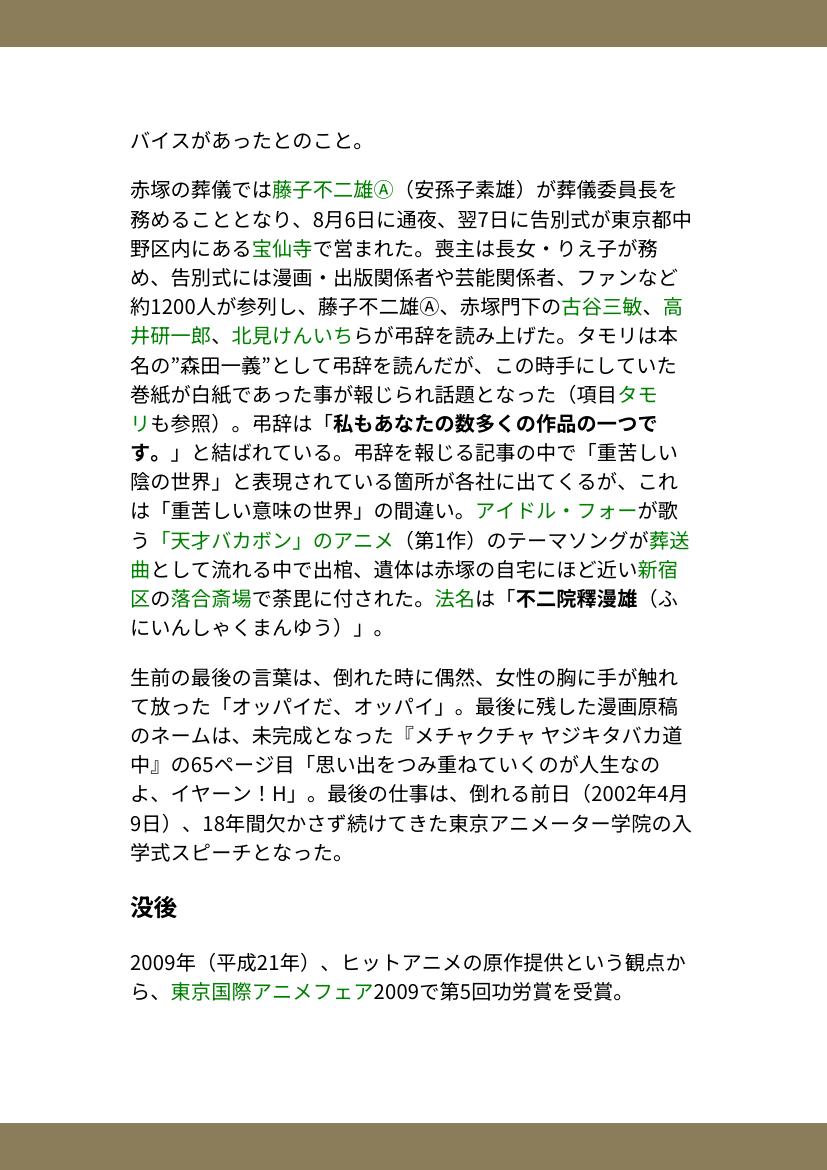 バイスがあったとのこと。
赤塚の葬儀では藤子不二雄Ⓐ（安孫子素雄）が葬儀委員長を
務めることとなり、8月6日に通夜、翌7日に告別式が東京都中
野区内にある宝仙寺で営まれた。喪主は長女・りえ子が務
め、告別式には漫画・出版関係者や芸能関係者、ファンなど
約1200人が参列し、藤子不二雄Ⓐ、赤塚門下の古谷三敏、高
井研一郎、北見けんいちらが弔辞を読み上げた。タモリは本
名の”森田一義”として弔辞を読んだが、この時手にしていた
巻紙が白紙であった事が報じられ話題となった（項目タモ
リも参照）。弔辞は「私もあなたの数多くの作品の一つで
す。」と結ばれている。弔辞を報じる記事の中で「重苦しい
陰の世界」と表現されている箇所が各社に出てくるが、これ
は「重苦しい意味の世界」の間違い。アイドル・フォーが歌
う「天才バカボン」のアニメ（第1作）のテーマソングが葬送
曲として流れる中で出棺、遺体は赤塚の自宅にほど近い新宿
区の落合斎場で荼毘に付された。法名は「不二院釋漫雄（ふ
にいんしゃくまんゆう）」。
生前の最後の言葉は、倒れた時に偶然、女性の胸に手が触れ
て放った「オッパイだ、オッパイ」。最後に残した漫画原稿
のネームは、未完成となった『メチャクチャ ヤジキタバカ道
中』の65ページ目「思い出をつみ重ねていくのが人生なの
よ、イヤーン！H」。最後の仕事は、倒れる前日（2002年4月
9日）、18年間欠かさず続けてきた東京アニメーター学院の入
学式スピーチとなった。
没後
2009年（平成21年）、ヒットアニメの原作提供という観点か
ら、東京国際アニメフェア2009で第5回功労賞を受賞。